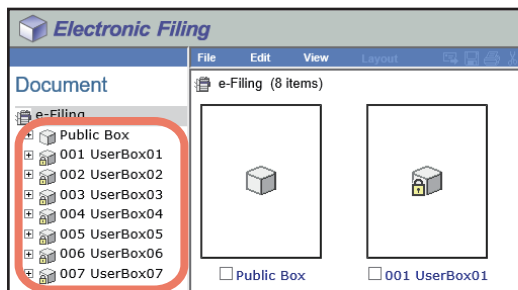 Electronic Filing
File Edit View Layout
Document
e-Filing (8 items)
e-Filing
Public Box
001 UserBox01
002 UserBox02
003 UserBox03
004 UserBox04
005 UserBox05
006 UserBox06
007 UserBox07
Public Box
001 UserBox01